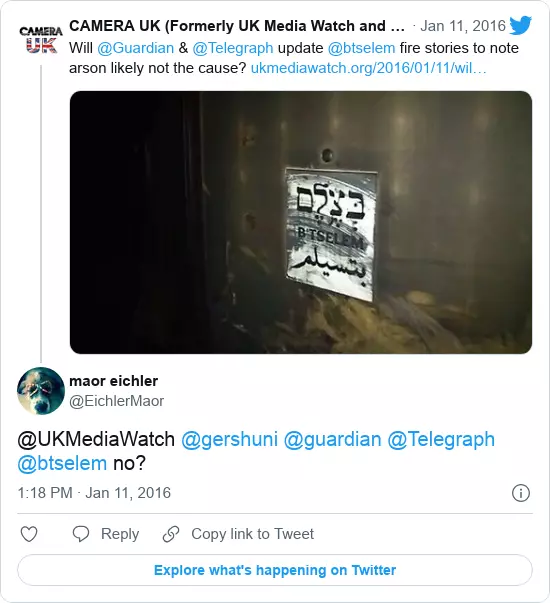 CAMERA UK
CAMERA UK (Formerly UK Media Watch and ... · Jan 11, 2016
Will @Guardian & @Telegraph update @btselem fire stories to note
arson likely not the cause? ukmediawatch.org/2016/01/11/wil…
בצלם
B'TSELEM
بتسيلم
maor eichler
@EichlerMaor
@UKMediaWatch @gershuni @guardian @Telegraph
@btselem no?
1:18 PM · Jan 11, 2016
Reply
Copy link to Tweet
Explore what's happening on Twitter